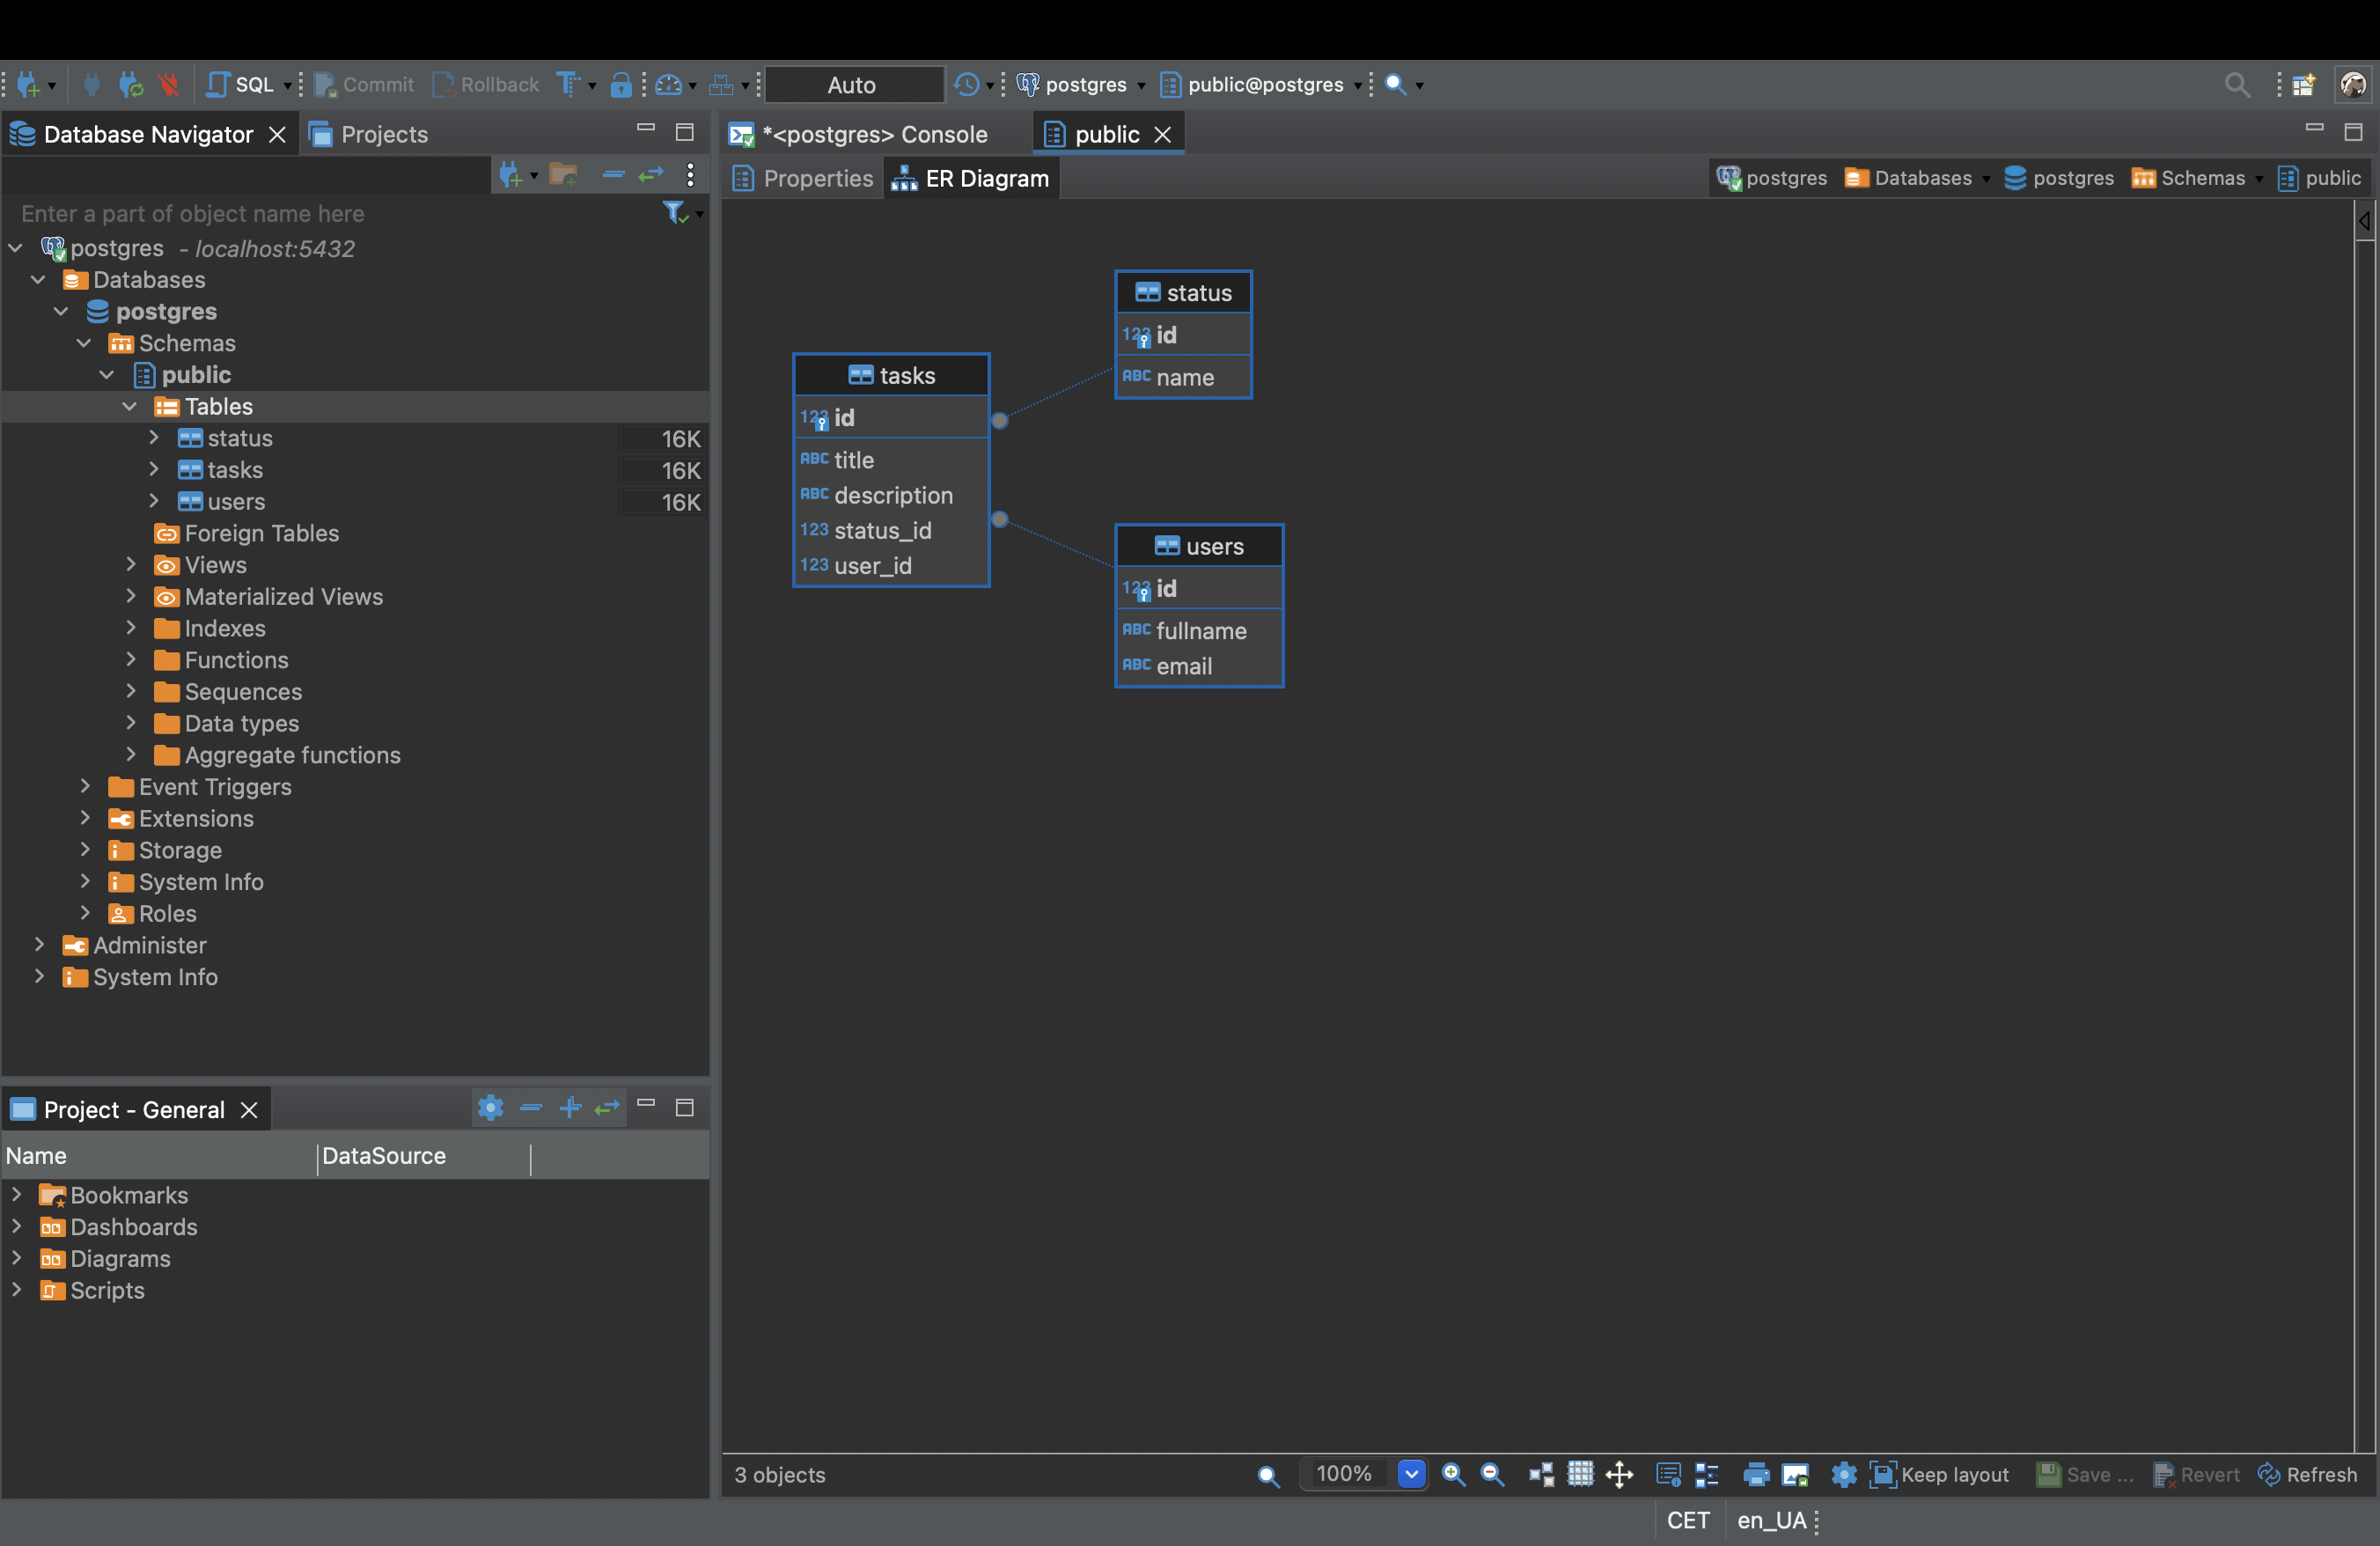 SQL
Commit
Rollback
Auto
postgres
public@postgres
Database Navigator
Projects
*<postgres> Console
public
Properties
ER Diagram
postgres
Databases
postgres
Schemas
public
Enter a part of object name here
postgres - localhost:5432
Databases
postgres
Schemas
public
Tables
status 16K
tasks 16K
users 16K
Foreign Tables
Views
Materialized Views
Indexes
Functions
Sequences
Data types
Aggregate functions
Event Triggers
Extensions
Storage
System Info
Roles
Administer
System Info
status
123 id
ABC name
tasks
123 id
ABC title
ABC description
123 status_id
123 user_id
users
123 id
ABC fullname
ABC email
Project - General
Name DataSource
Bookmarks
Dashboards
Diagrams
Scripts
3 objects
100%
Keep layout
Save ...
Revert
Refresh
CET
en_UA